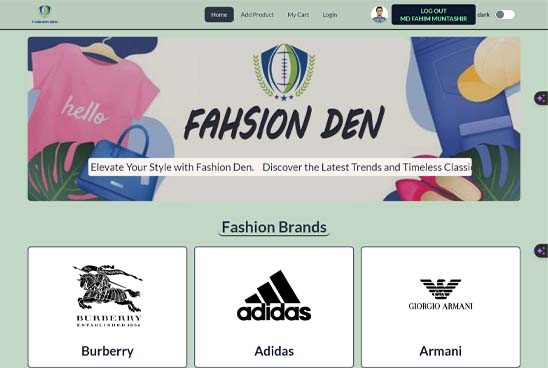 FASHION DEN
Home
Add Product
My Cart
Login
LOG OUT
MD FAHIM MUNTASHIR
dark
hello
FAHSION DEN
Elevate Your Style with Fashion Den. Discover the Latest Trends and Timeless Classi
Fashion Brands
BURBERRY
ESTABLISHED 1856
Burberry
adidas
Adidas
GIORGIO ARMANI
Armani